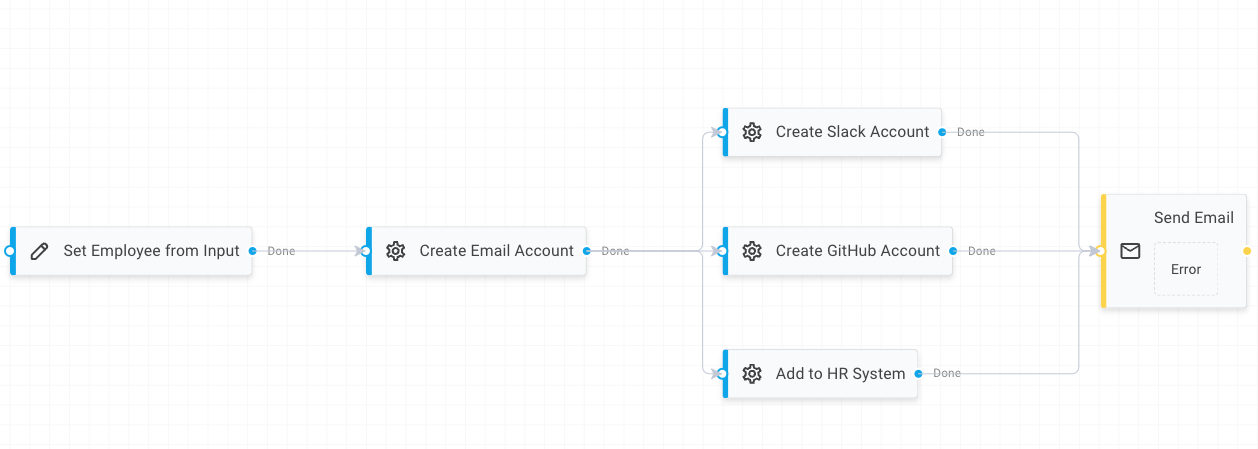 Set Employee from Input
Done
Create Email Account
Done
Create Slack Account
Done
Create GitHub Account
Done
Add to HR System
Done
Send Email
Error